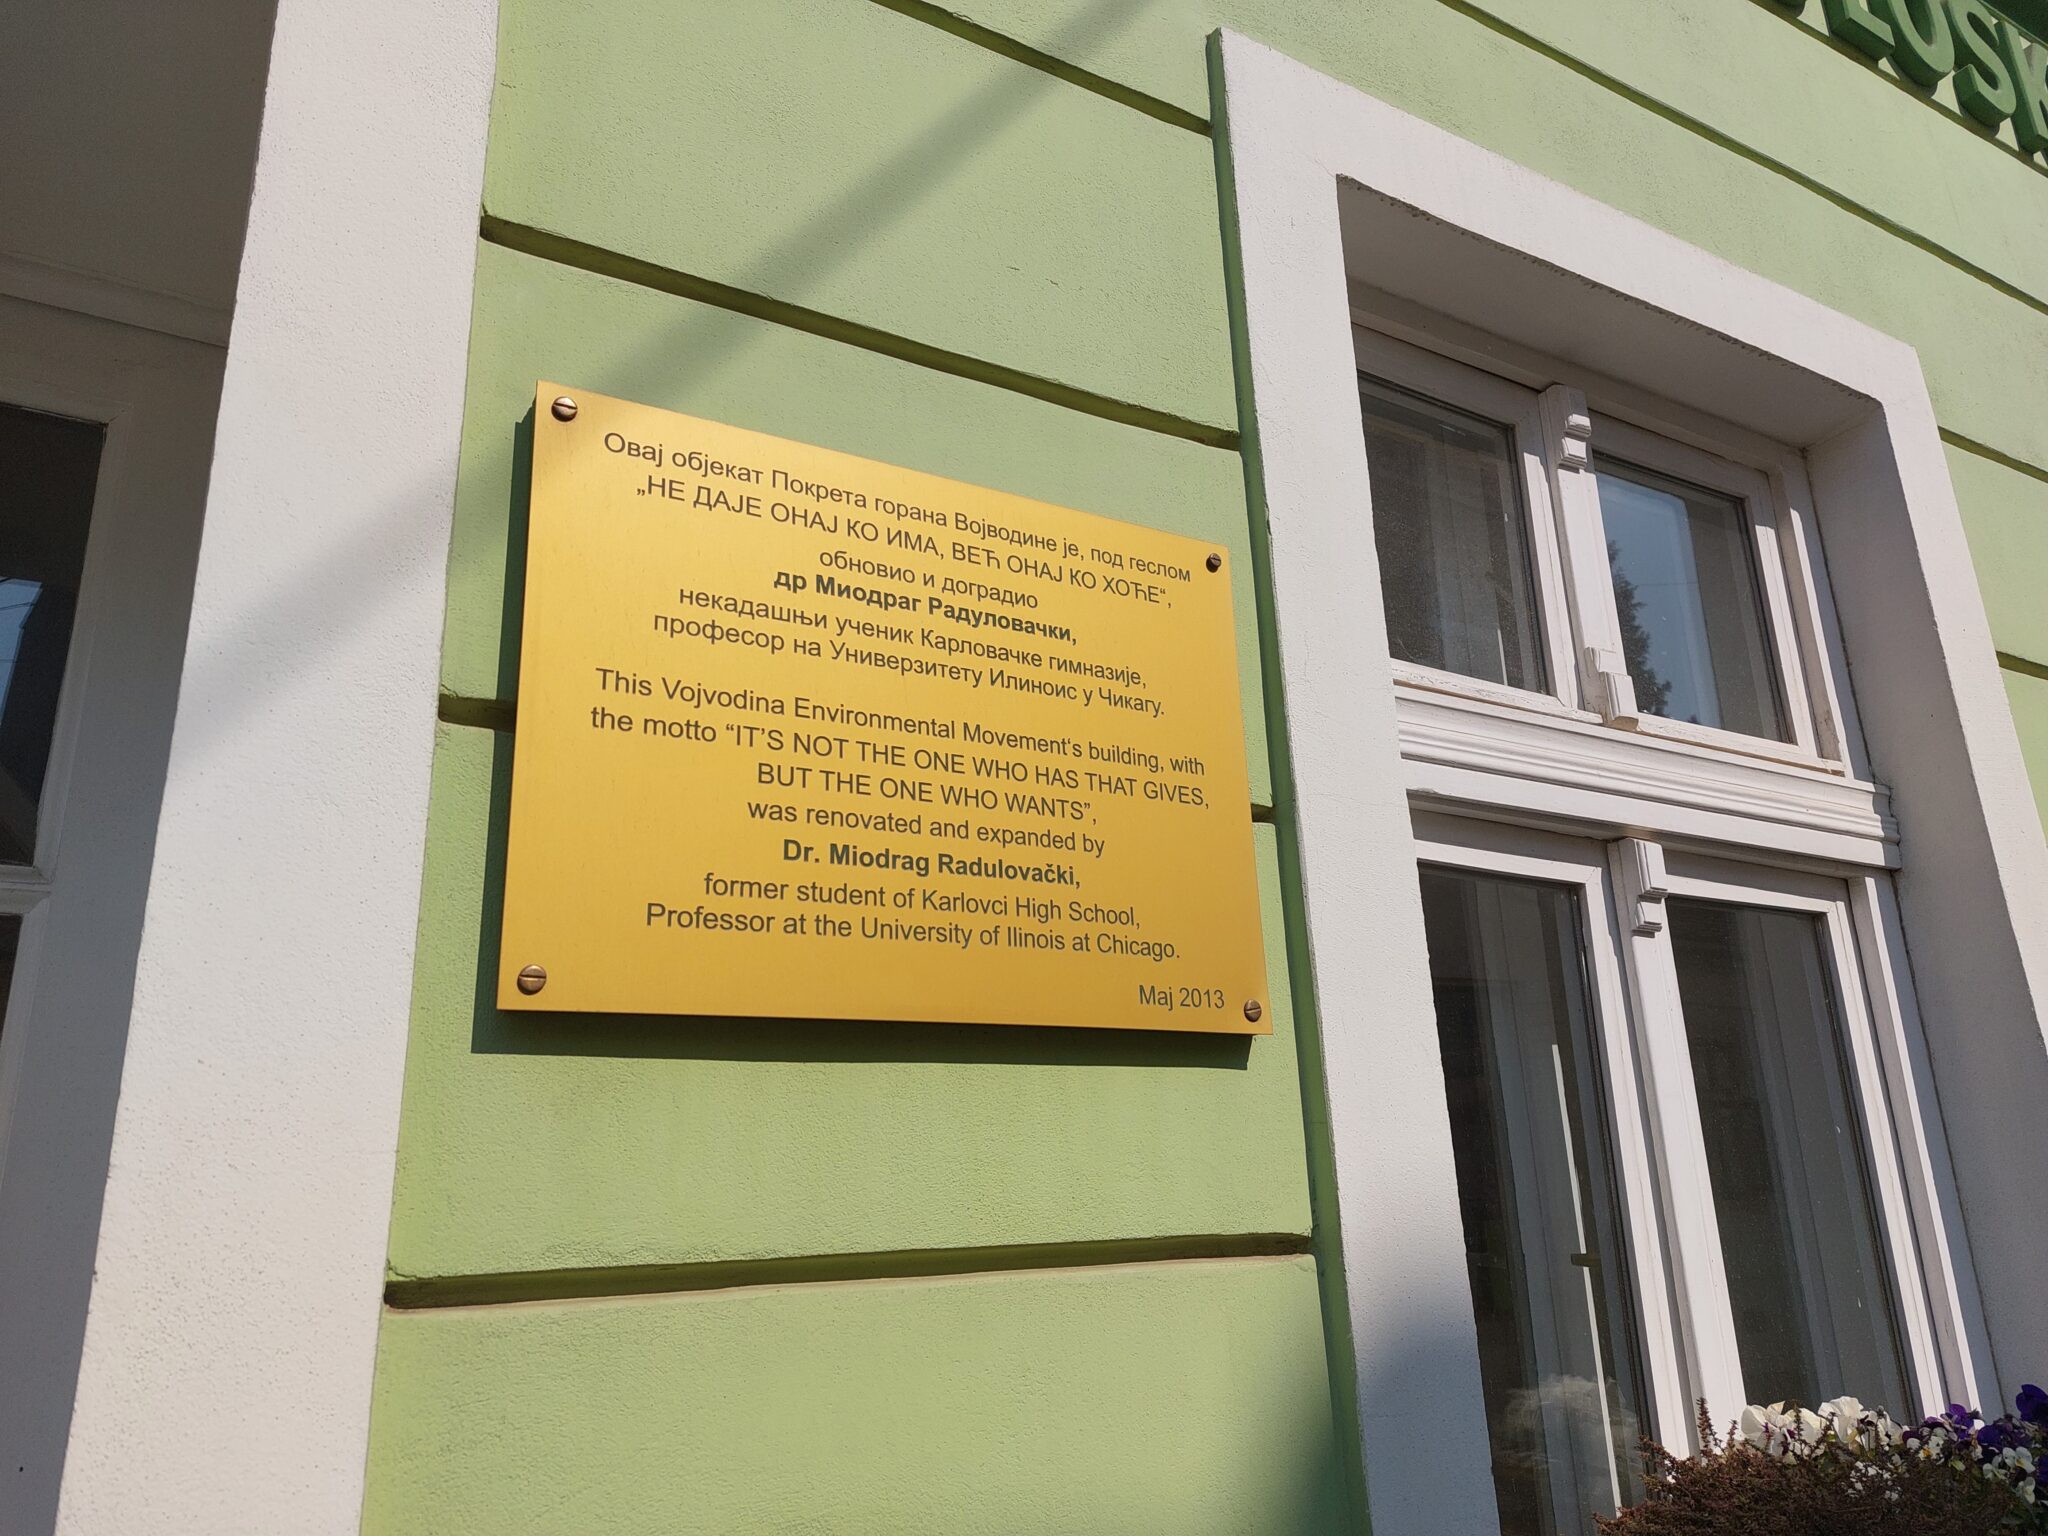 Овај објекат Покрета горана Војводине је, под геслом
„НЕ ДАЈЕ ОНАЈ КО ИМА, ВЕЋ ОНАЈ КО ХОЋЕ“,
обновио и доградио
др Миодраг Радуловачки,
некадашњи ученик Карловачке гимназије,
професор на Универзитету Илиноис у Чикагу.
This Vojvodina Environmental Movement‘s building, with
the motto “IT’S NOT THE ONE WHO HAS THAT GIVES,
BUT THE ONE WHO WANTS”,
was renovated and expanded by
Dr. Miodrag Radulovački,
former student of Karlovci High School,
Professor at the University of Ilinois at Chicago.
Maj 2013